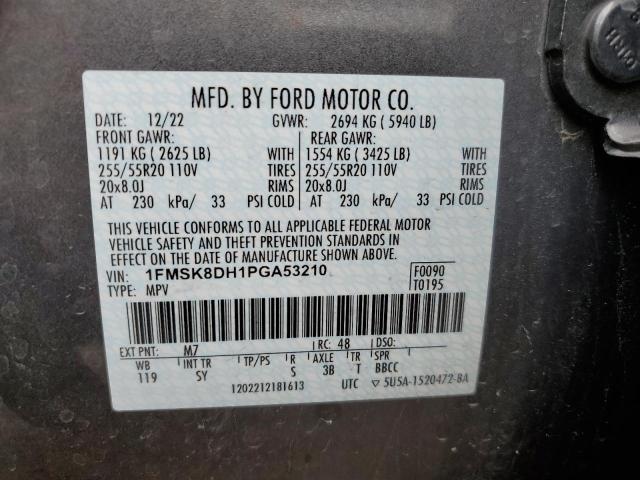 MFD. BY FORD MOTOR CO.
DATE: 12/22 GVWR: 2694 KG ( 5940 LB)
FRONT GAWR: REAR GAWR:
1191 KG ( 2625 LB) WITH 1554 KG ( 3425 LB) WITH
255/55R20 110V TIRES 255/55R20 110V TIRES
20x8.0J RIMS 20x8.0J RIMS
AT 230 kPa/ 33 PSI COLD AT 230 kPa/ 33 PSI COLD
THIS VEHICLE CONFORMS TO ALL APPLICABLE FEDERAL MOTOR
VEHICLE SAFETY AND THEFT PREVENTION STANDARDS IN
EFFECT ON THE DATE OF MANUFACTURE SHOWN ABOVE.
VIN: 1FMSK8DH1PGA53210 F0090
TYPE: MPV T0195
EXT PNT: M7 RC: 48 DSO:
WB INT TR TP/PS R AXLE TR SPR
119 SY S 3B T BBCC
1202212181613 UTC ▽ 5U5A-1520472-BA